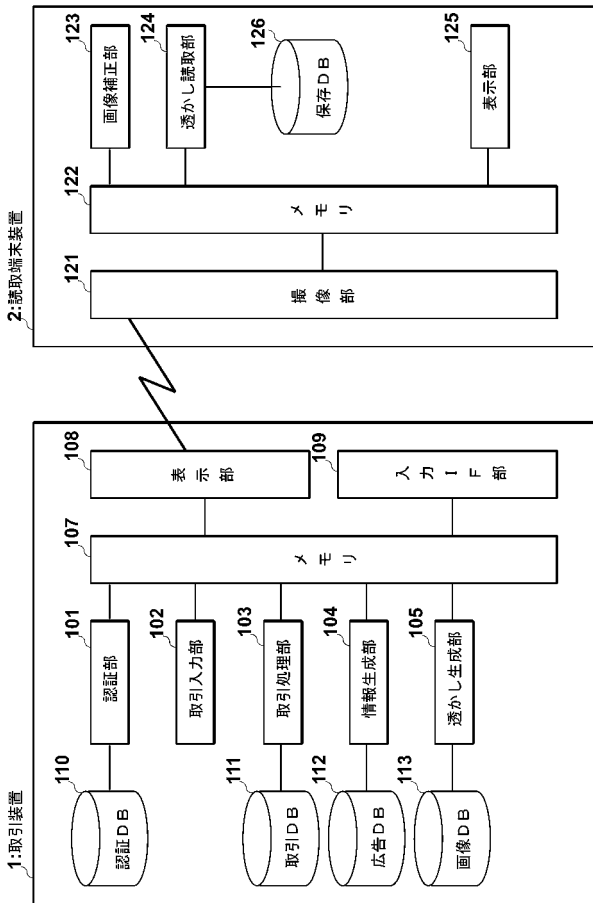 1:取引装置
110
認証DB
101
認証部
102
取引入力部
111
取引DB
103
取引処理部
112
広告DB
104
情報生成部
113
画像DB
105
透かし生成部
107
メモリ
108
表示部
109
入力IF部
2:読取端末装置
121
撮像部
122
メモリ
123
画像補正部
124
透かし読取部
126
保存DB
125
表示部